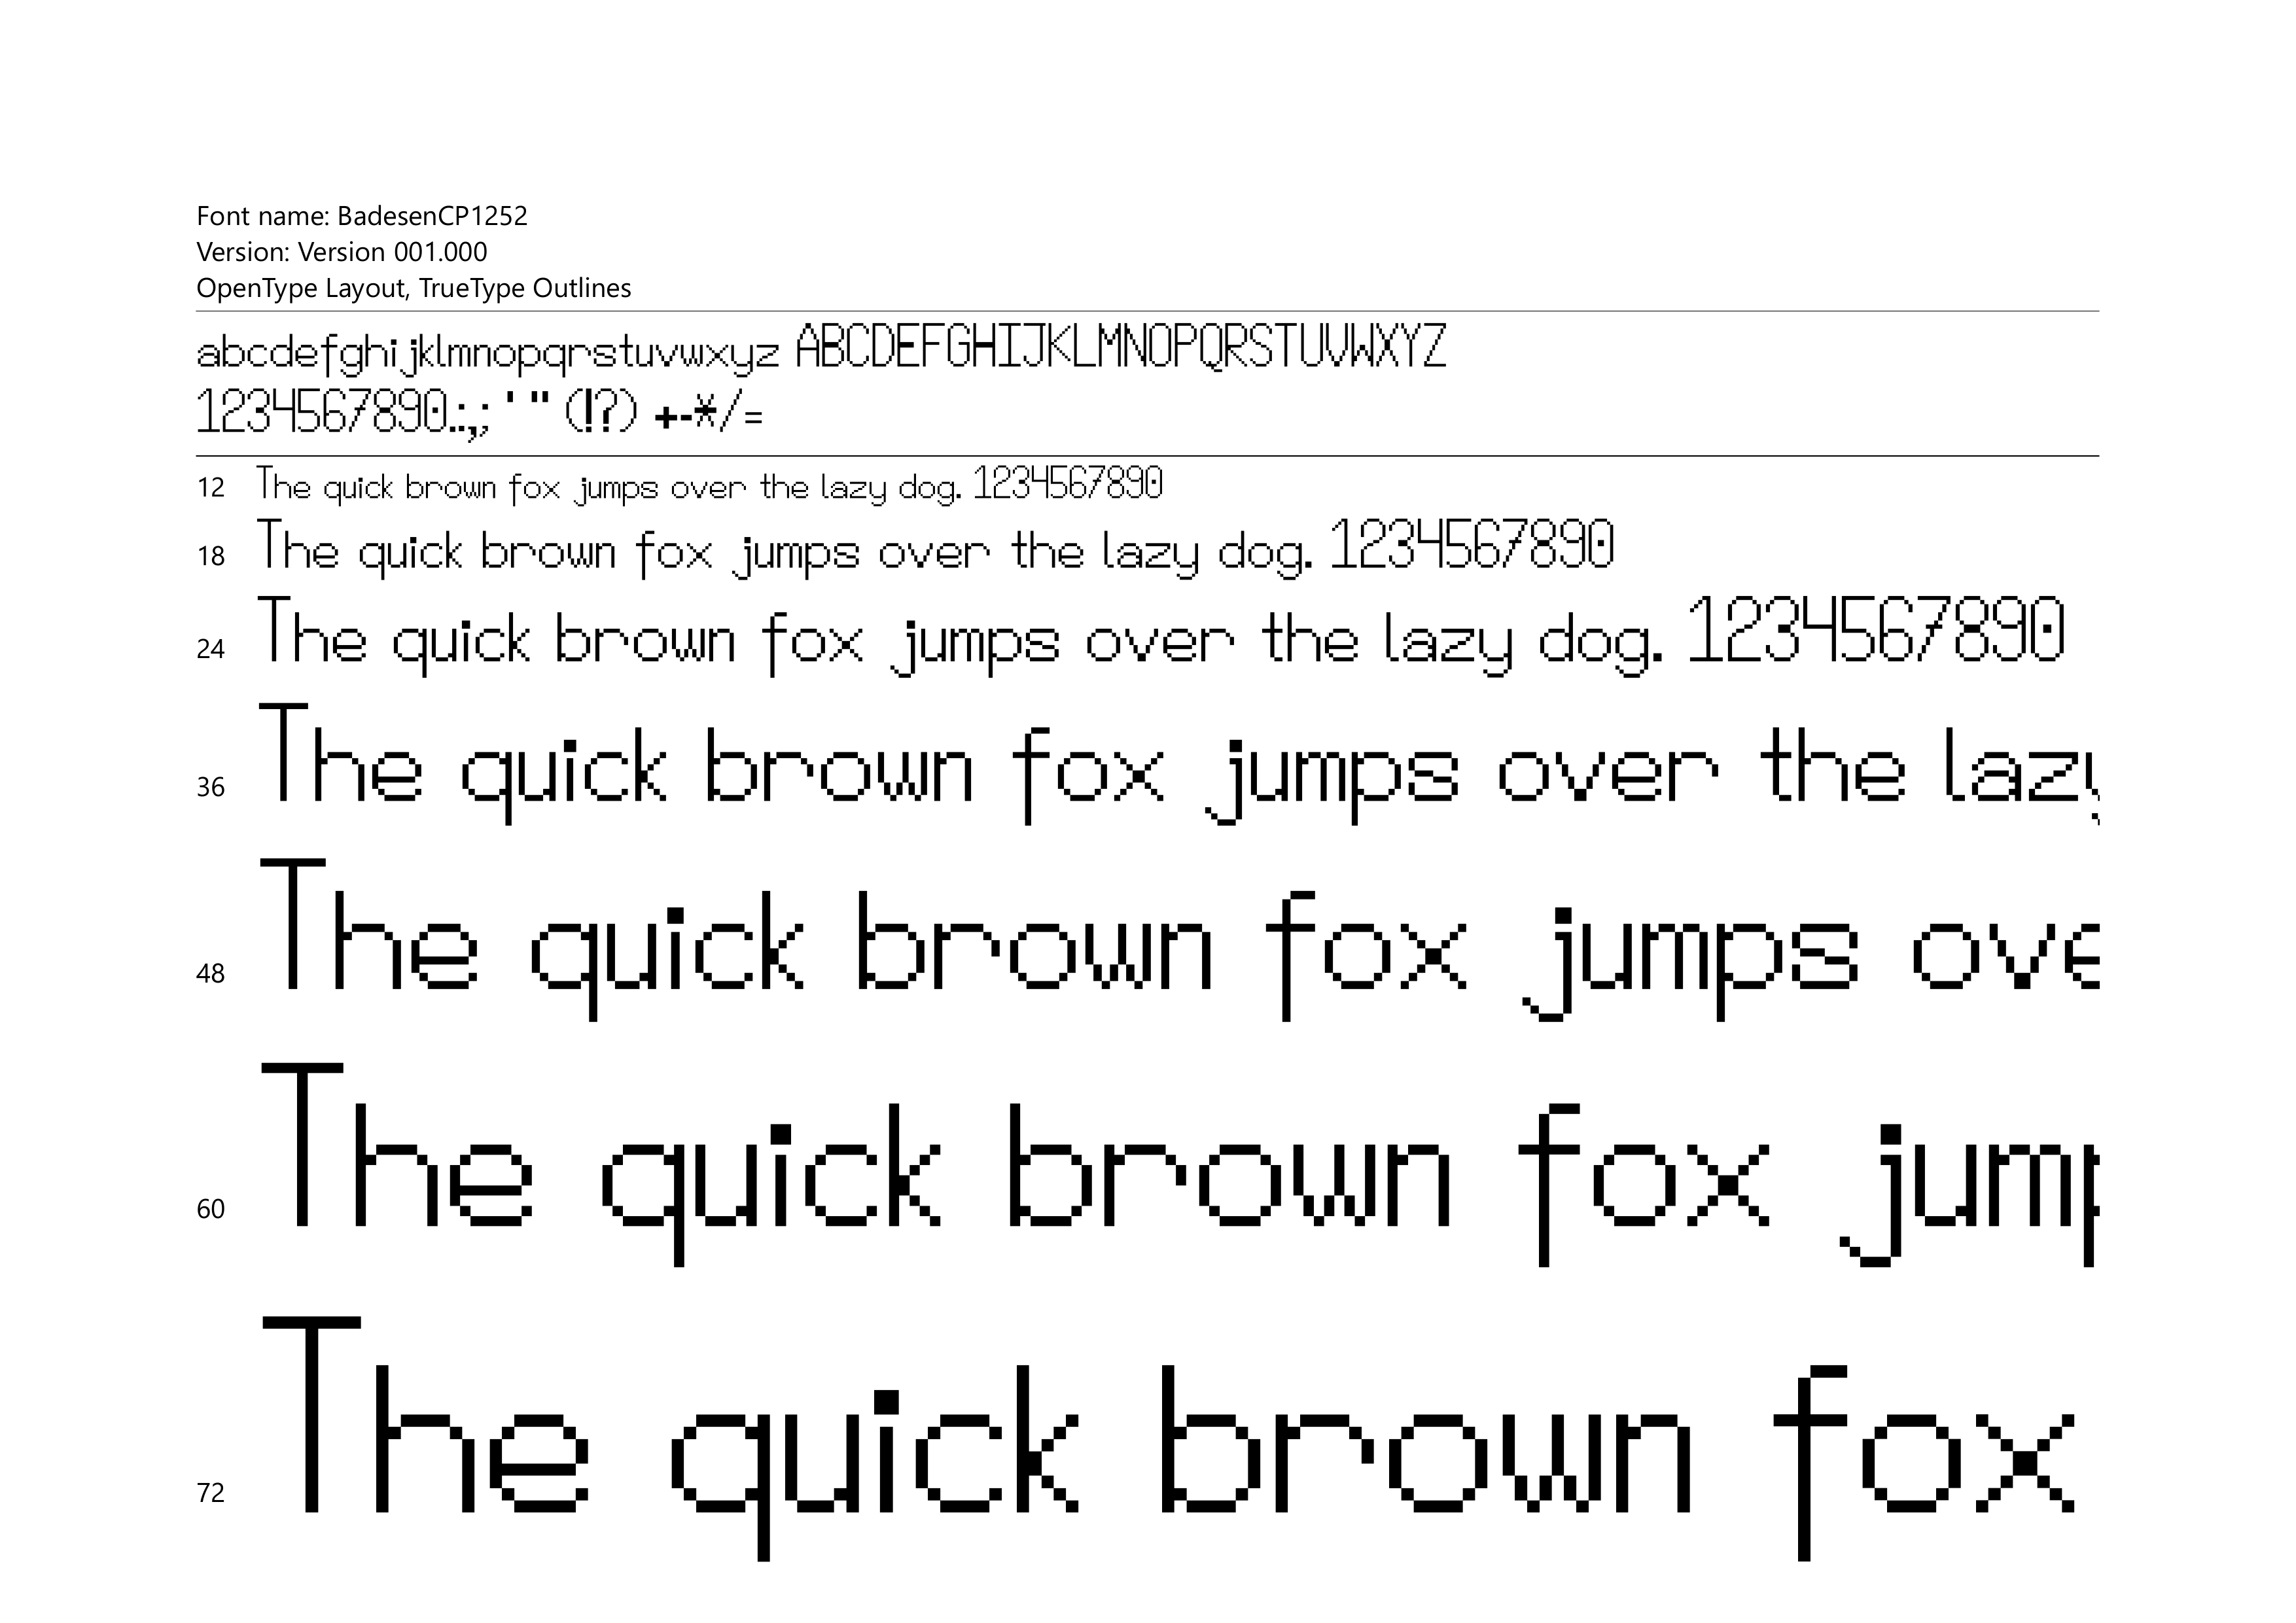 Font name: BadesenCP1252
Version: Version 001.000
OpenType Layout, TrueType Outlines
abcdefghijklmnopqrstuvwxyz ABCDEFGHIJKLMNOPQRSTUVWXYZ
1234567890.:,; ' " (!?) +-*/=
12 The quick brown fox jumps over the lazy dog. 1234567890
18 The quick brown fox jumps over the lazy dog. 1234567890
24 The quick brown fox jumps over the lazy dog. 1234567890
36 The quick brown fox jumps over the lazy
48 The quick brown fox jumps ove
60 The quick brown fox jump
72 The quick brown fox